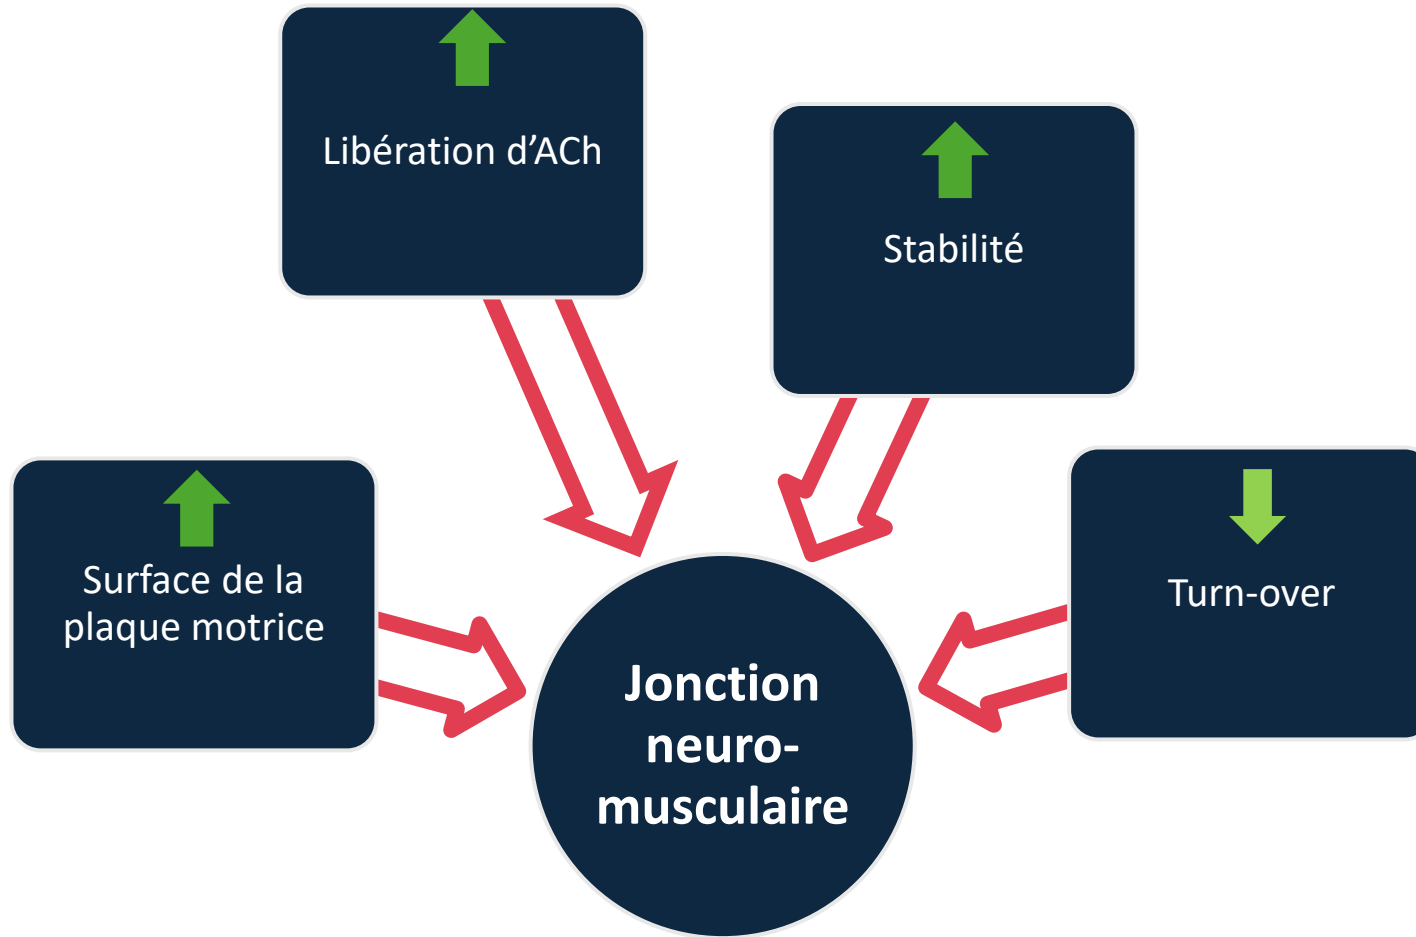 Libération d’ACh
Stabilité
Surface de la
plaque motrice
Turn-over
Jonction
neuro-
musculaire